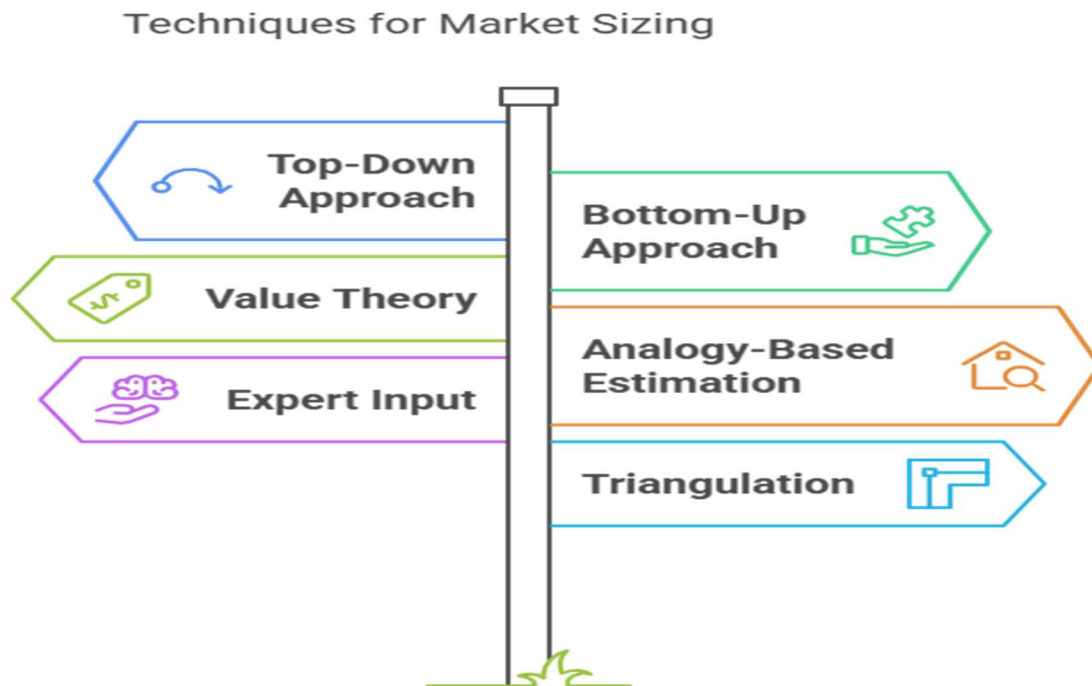 Techniques for Market Sizing
Top-Down
Approach
Bottom-Up
Approach
Value Theory
Analogy-Based
Estimation
Expert Input
Triangulation